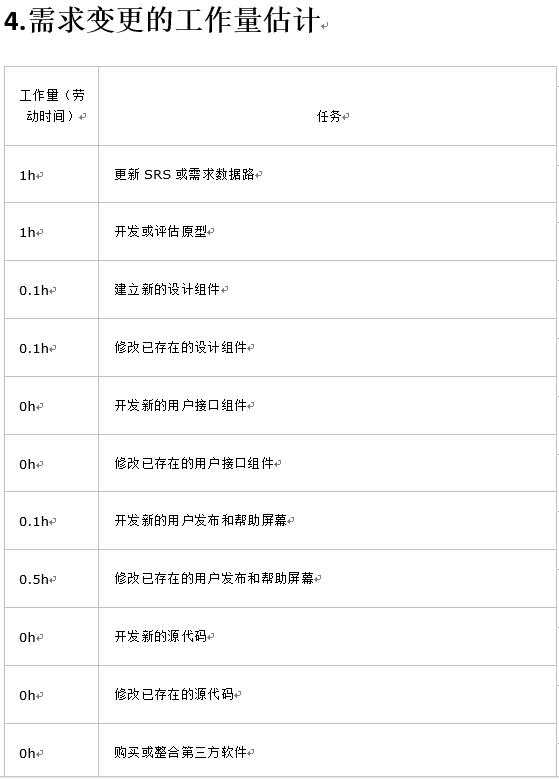 4.需求变更的工作量估计
工作量（劳
动时间）
任务
1h
更新 SRS 或需求数据路
1h
开发或评估原型
0.1h
建立新的设计组件
0.1h
修改已存在的设计组件
0h
开发新的用户接口组件
0h
修改已存在的用户接口组件
0.1h
开发新的用户发布和帮助屏幕
0.5h
修改已存在的用户发布和帮助屏幕
0h
开发新的源代码
0h
修改已存在的源代码
0h
购买或整合第三方软件